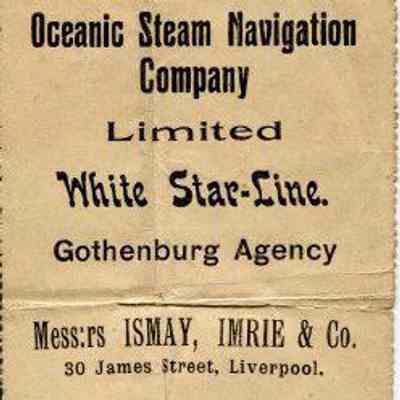 Oceanic Steam Navigation
Company
Limited
White Star-Line.
Gothenburg Agency
Mess:rs ISMAY, IMRIE & Co.
30 James Street, Liverpool.